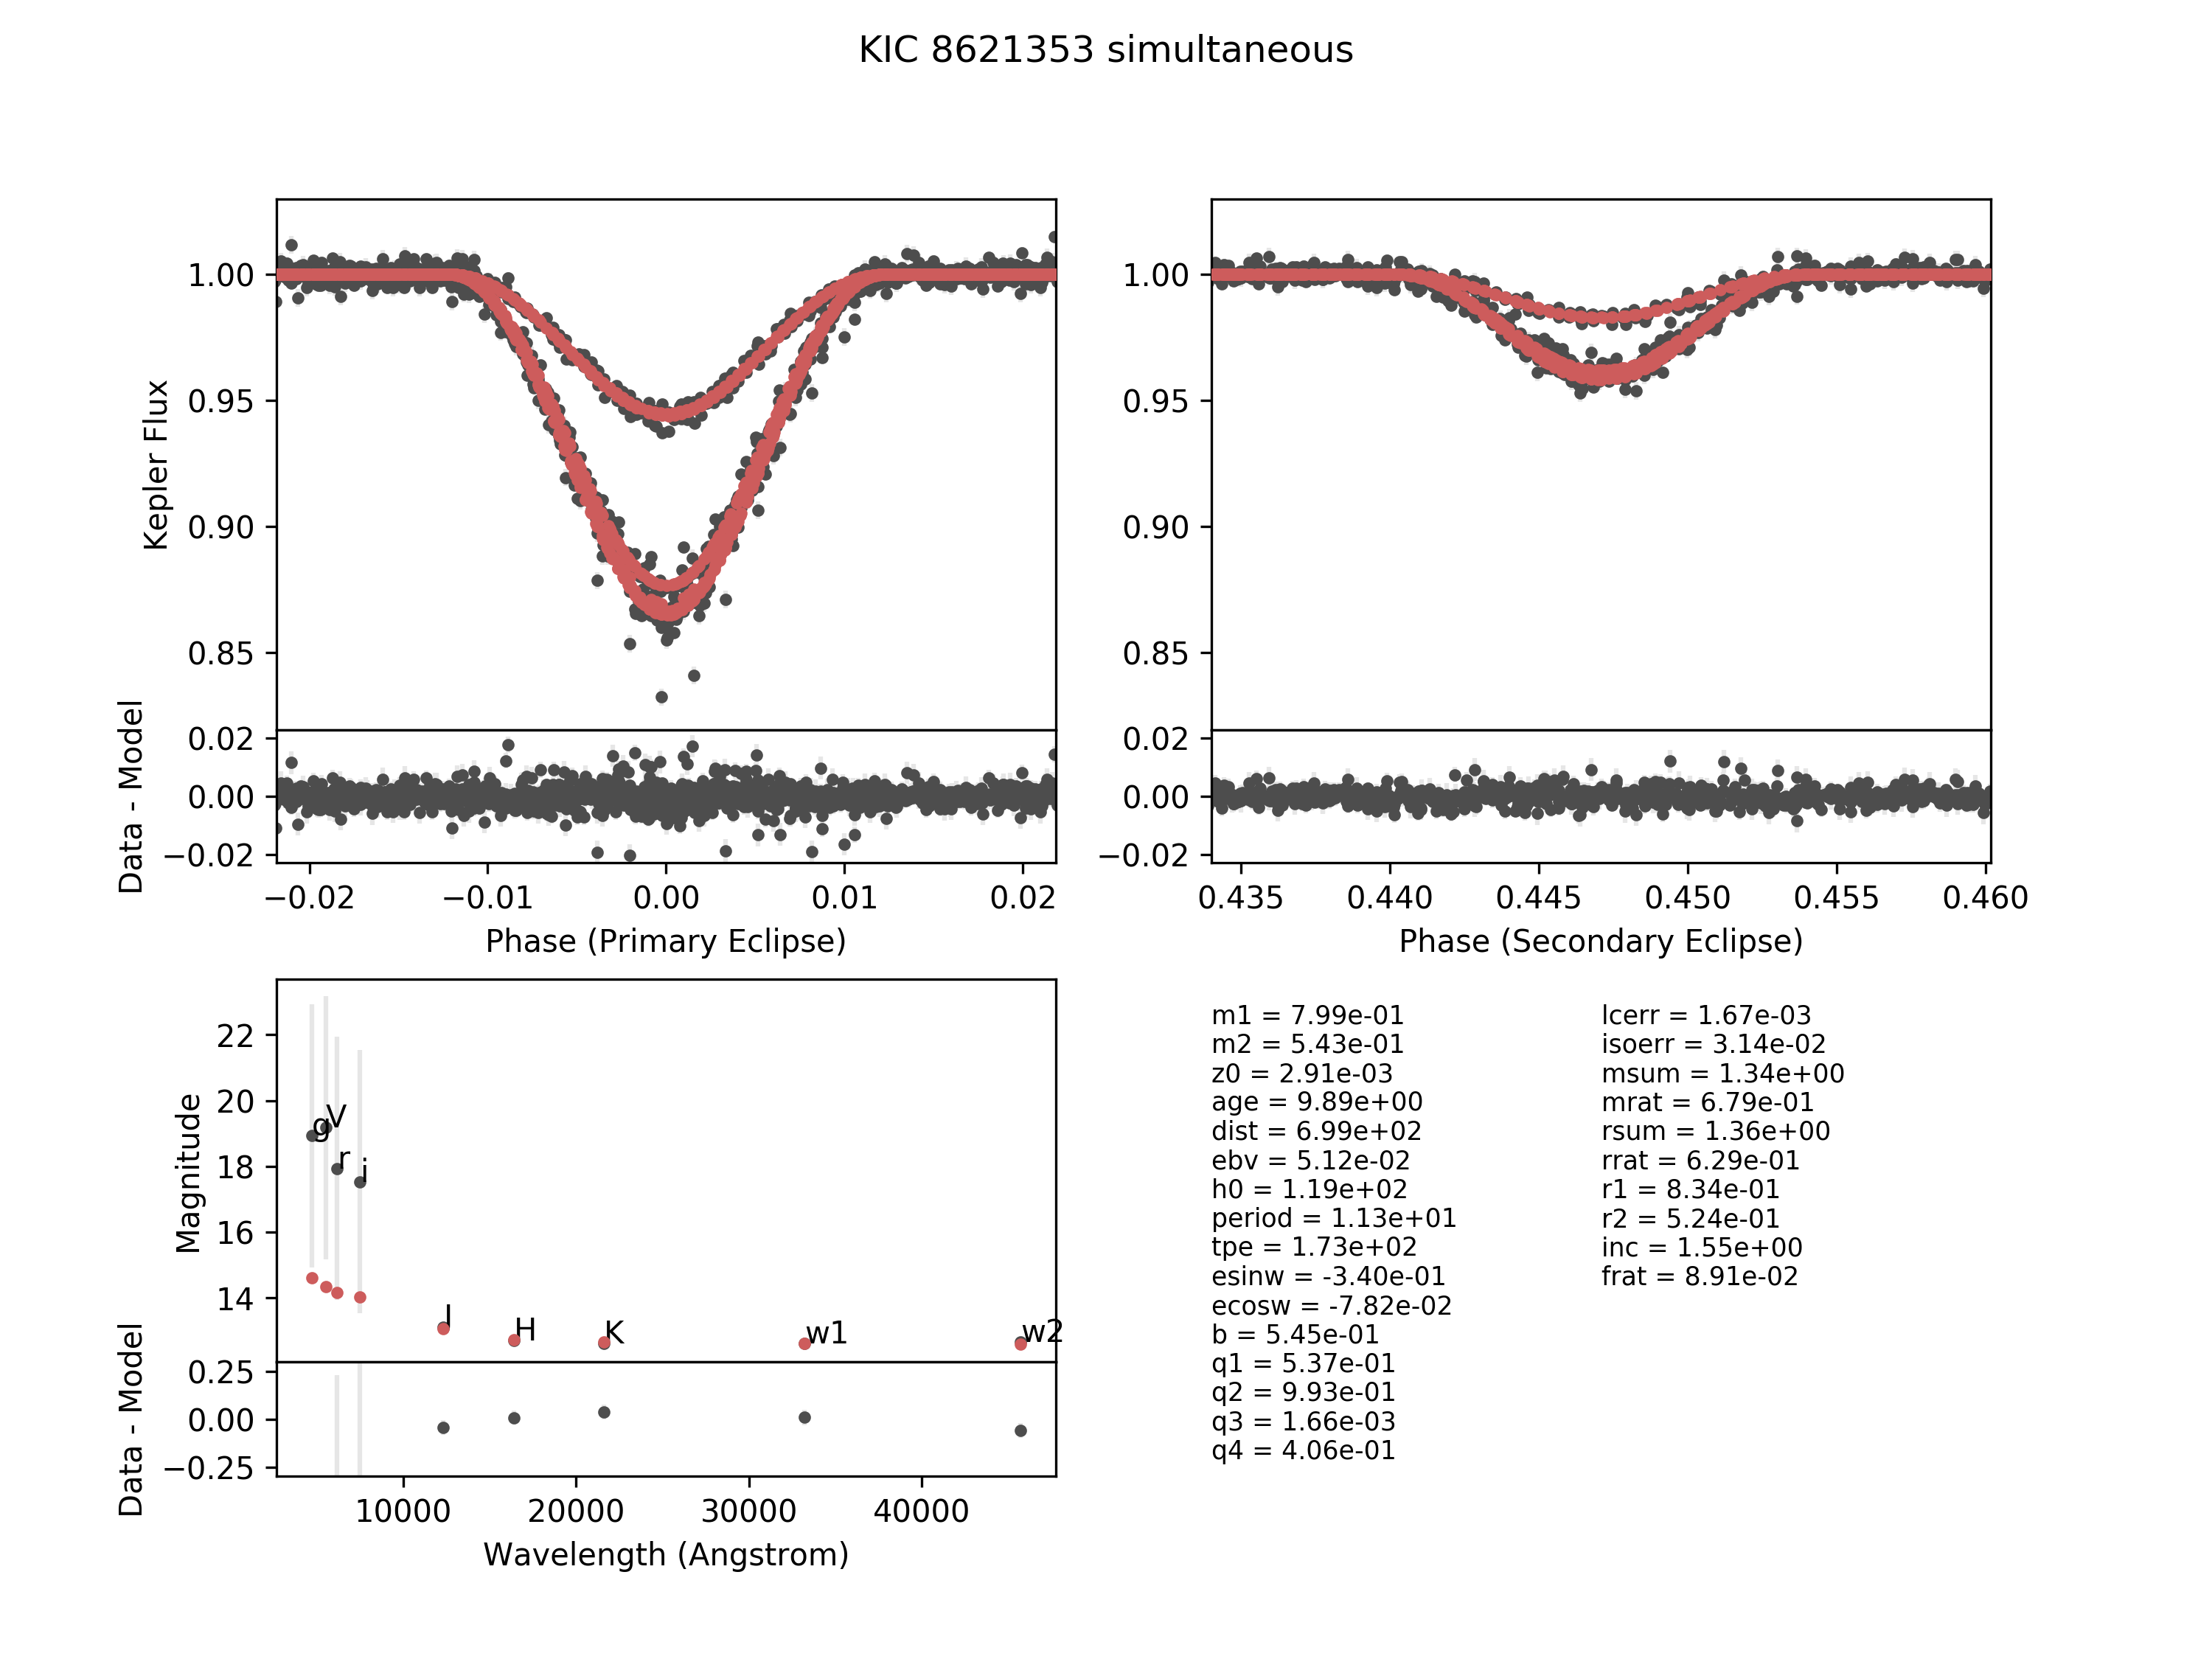 KIC 8621353 simultaneous
Kepler Flux
1.00
0.95
0.90
0.85
Data - Model
0.02
0.00
−0.02
−0.02
−0.01
0.00
0.01
0.02
Phase (Primary Eclipse)
1.00
0.95
0.90
0.85
0.02
0.00
−0.02
0.435
0.440
0.445
0.450
0.455
0.460
Phase (Secondary Eclipse)
Magnitude
22
20
18
16
14
g
V
r
i
J
H
K
w1
w2
Data - Model
0.25
0.00
−0.25
10000
20000
30000
40000
Wavelength (Angstrom)
m1 = 7.99e-01
m2 = 5.43e-01
z0 = 2.91e-03
age = 9.89e+00
dist = 6.99e+02
ebv = 5.12e-02
h0 = 1.19e+02
period = 1.13e+01
tpe = 1.73e+02
esinw = -3.40e-01
ecosw = -7.82e-02
b = 5.45e-01
q1 = 5.37e-01
q2 = 9.93e-01
q3 = 1.66e-03
q4 = 4.06e-01
lcerr = 1.67e-03
isoerr = 3.14e-02
msum = 1.34e+00
mrat = 6.79e-01
rsum = 1.36e+00
rrat = 6.29e-01
r1 = 8.34e-01
r2 = 5.24e-01
inc = 1.55e+00
frat = 8.91e-02